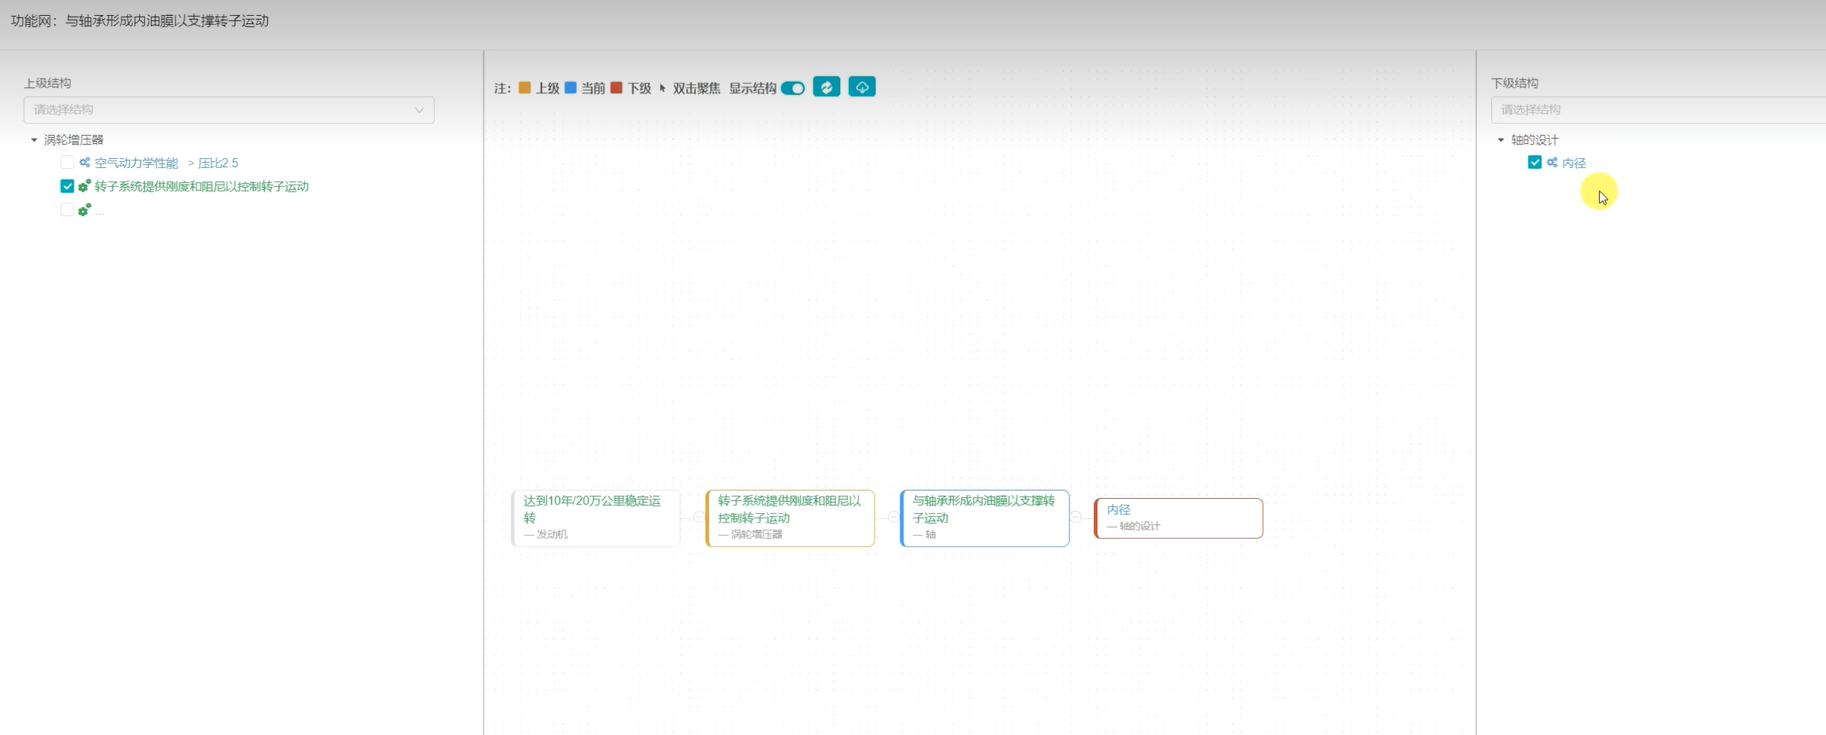 功能网：与轴承形成内油膜以支撑转子运动
上级结构
请选择结构
涡轮增压器
空气动力学性能 > 压比2.5
转子系统提供刚度和阻尼以控制转子运动
...
注： 上级 当前 下级 双击聚焦 显示结构
达到10年/20万公里稳定运
转
— 发动机
转子系统提供刚度和阻尼以
控制转子运动
— 涡轮增压器
与轴承形成内油膜以支撑转
子运动
— 轴
内径
— 轴的设计
下级结构
请选择结构
轴的设计
内径